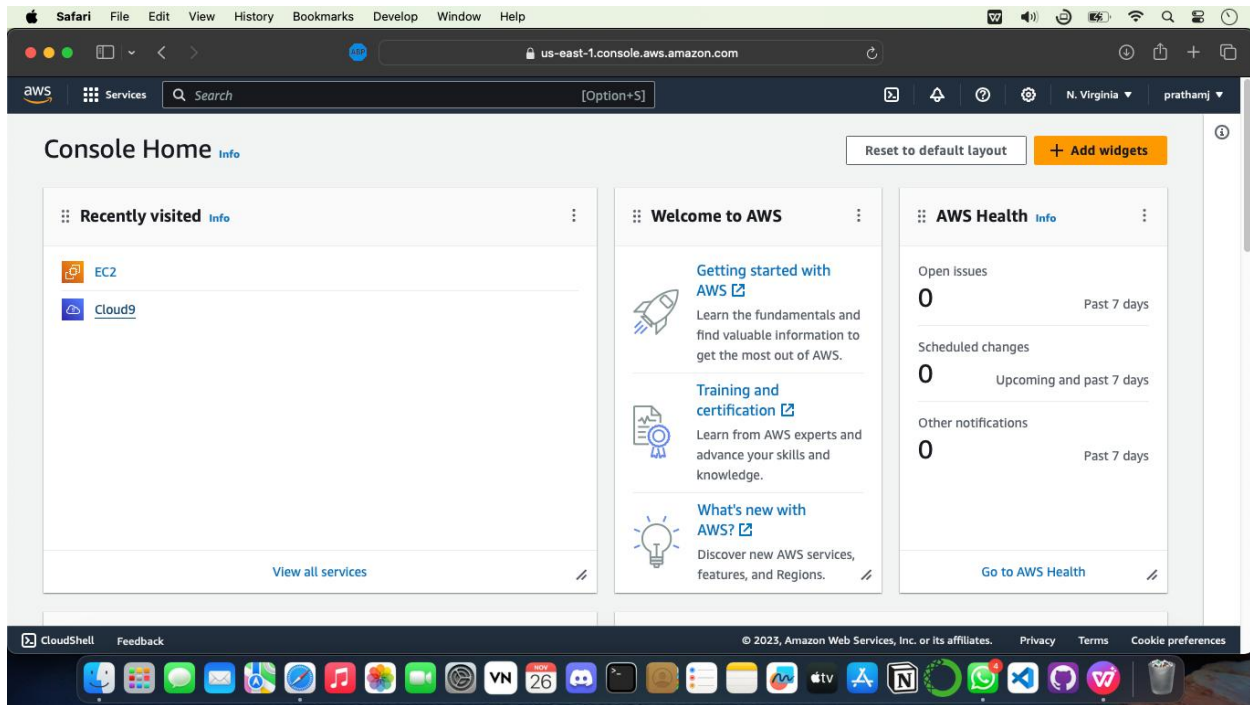 Safari File Edit View History Bookmarks Develop Window Help
ABP us-east-1.console.aws.amazon.com
aws Services Search [Option+S] N. Virginia ▼ prathamj ▼
Console Home Info
Reset to default layout
+ Add widgets
Recently visited Info
EC2
Cloud9
View all services
Welcome to AWS
Getting started with
AWS
Learn the fundamentals and
find valuable information to
get the most out of AWS.
Training and
certification
Learn from AWS experts and
advance your skills and
knowledge.
What's new with
AWS?
Discover new AWS services,
features, and Regions.
AWS Health Info
Open issues
0 Past 7 days
Scheduled changes
0 Upcoming and past 7 days
Other notifications
0 Past 7 days
Go to AWS Health
CloudShell Feedback © 2023, Amazon Web Services, Inc. or its affiliates. Privacy Terms Cookie preferences
VN NOV 26 tv N 4